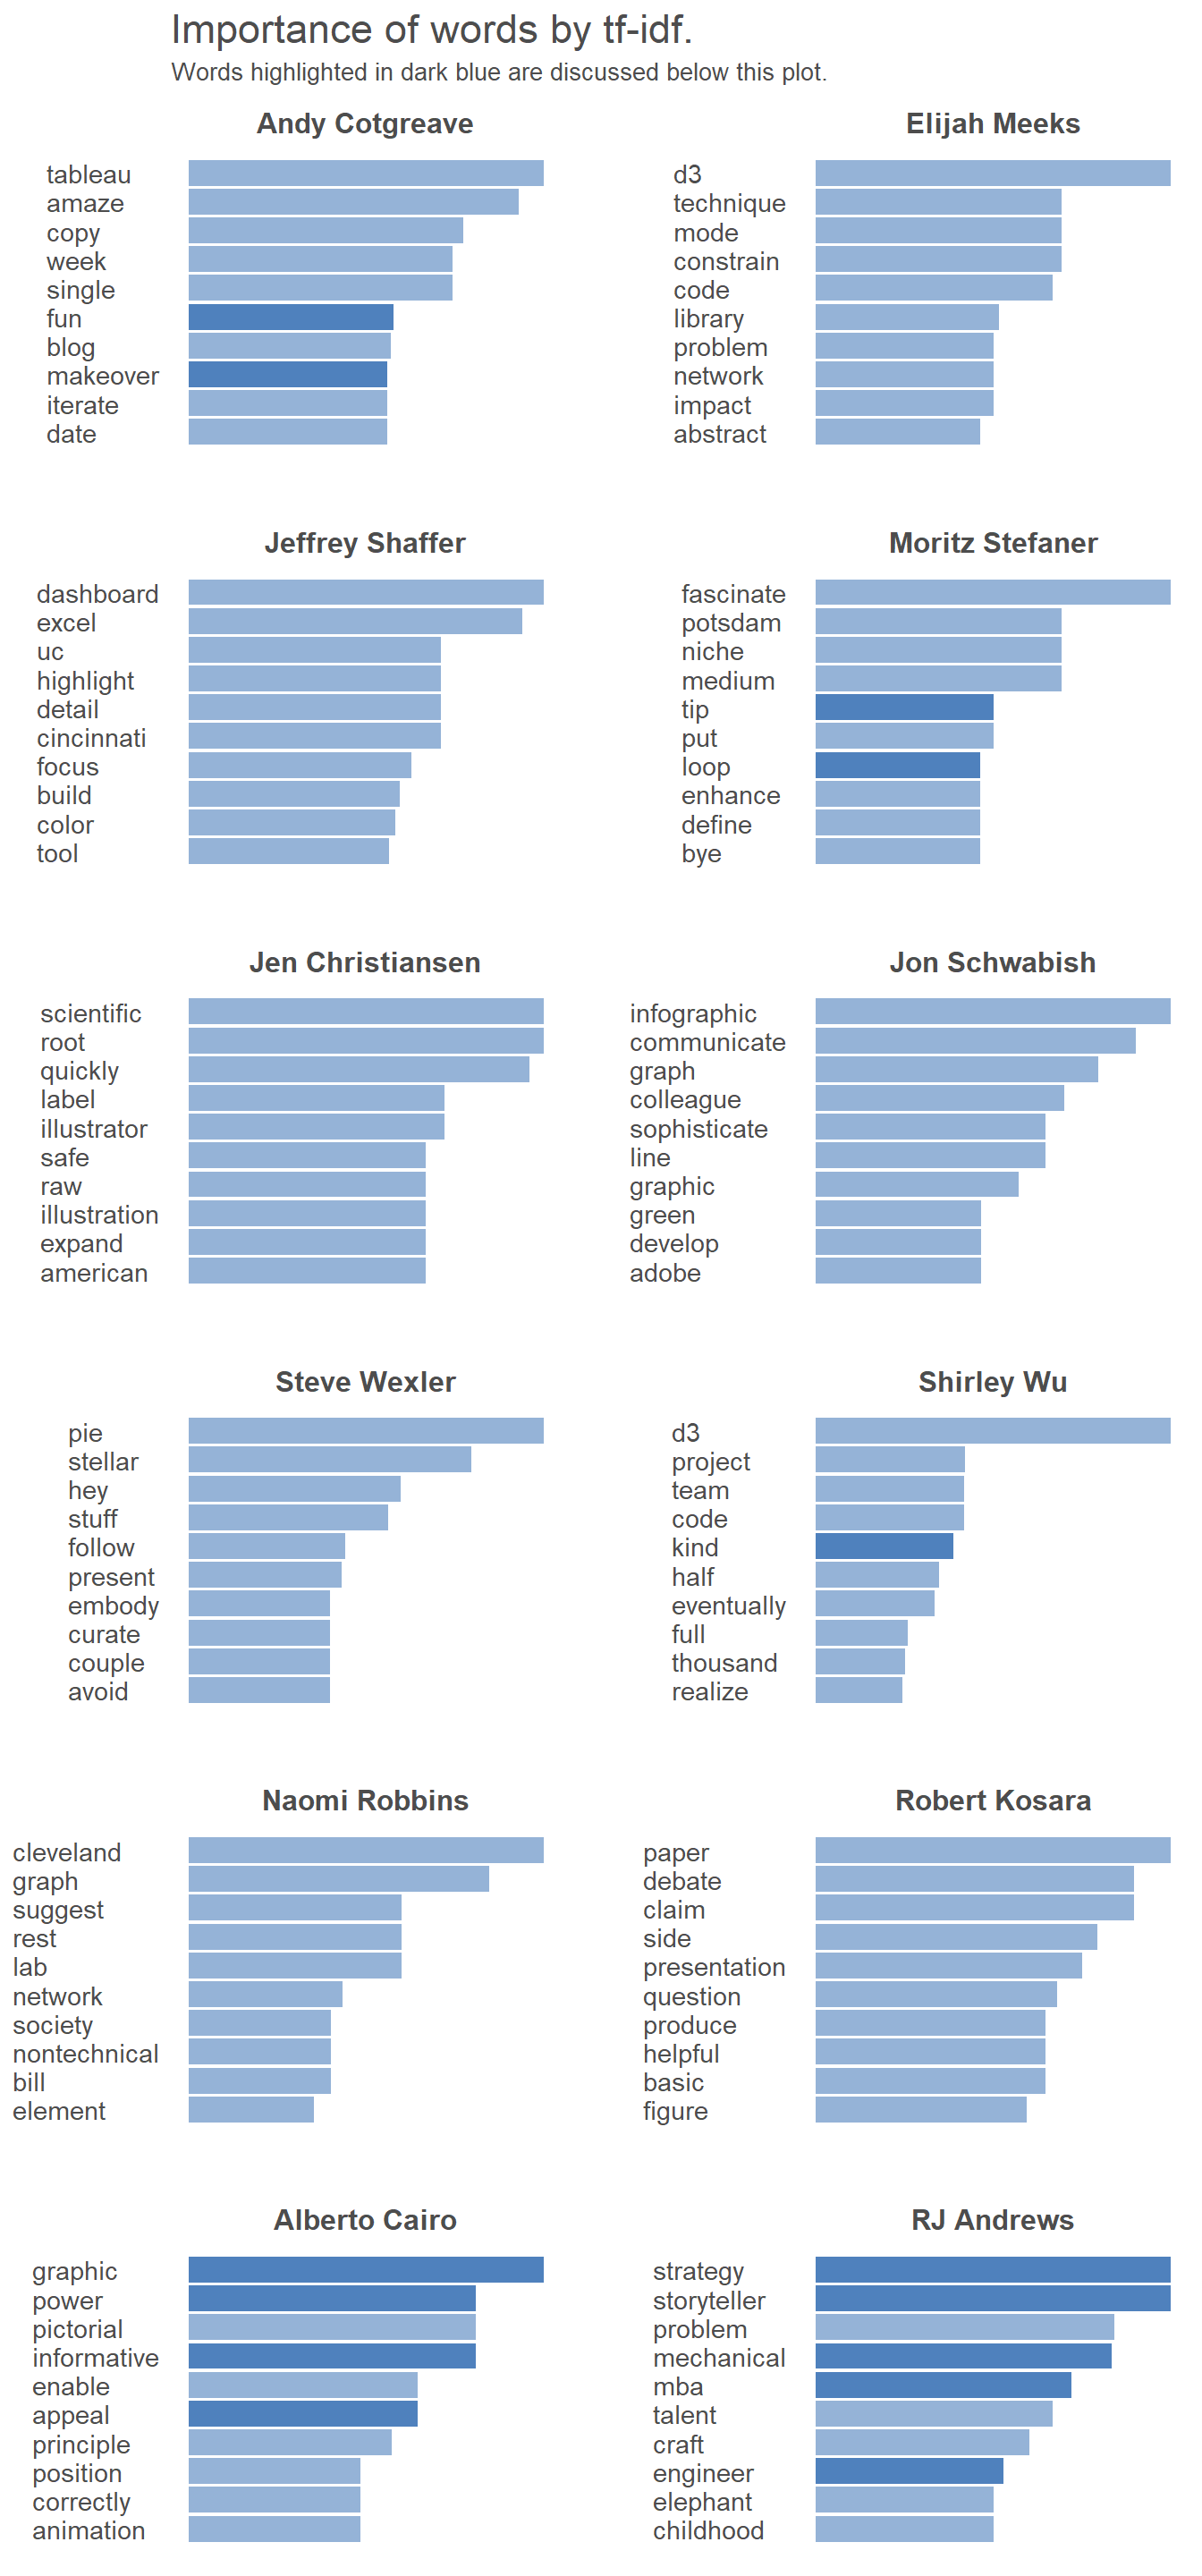 Importance of words by tf-idf.
Words highlighted in dark blue are discussed below this plot.
Andy Cotgreave
tableau
amaze
copy
week
single
fun
blog
makeover
iterate
date
Elijah Meeks
d3
technique
mode
constrain
code
library
problem
network
impact
abstract
Jeffrey Shaffer
dashboard
excel
uc
highlight
detail
cincinnati
focus
build
color
tool
Moritz Stefaner
fascinate
potsdam
niche
medium
tip
put
loop
enhance
define
bye
Jen Christiansen
scientific
root
quickly
label
illustrator
safe
raw
illustration
expand
american
Jon Schwabish
infographic
communicate
graph
colleague
sophisticate
line
graphic
green
develop
adobe
Steve Wexler
pie
stellar
hey
stuff
follow
present
embody
curate
couple
avoid
Shirley Wu
d3
project
team
code
kind
half
eventually
full
thousand
realize
Naomi Robbins
cleveland
graph
suggest
rest
lab
network
society
nontechnical
bill
element
Robert Kosara
paper
debate
claim
side
presentation
question
produce
helpful
basic
figure
Alberto Cairo
graphic
power
pictorial
informative
enable
appeal
principle
position
correctly
animation
RJ Andrews
strategy
storyteller
problem
mechanical
mba
talent
craft
engineer
elephant
childhood